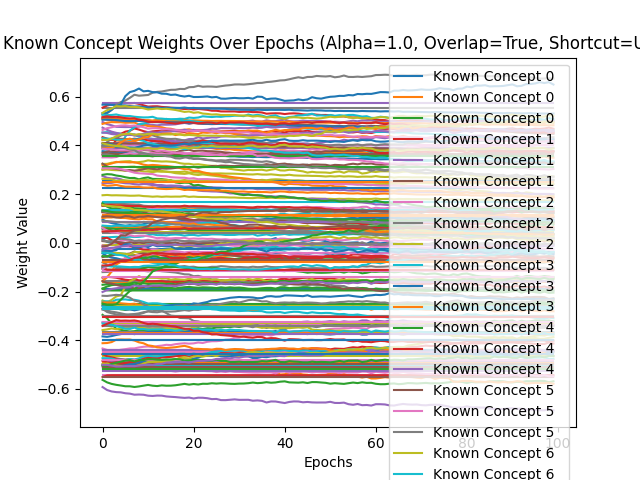 Known Concept Weights Over Epochs (Alpha=1.0, Overlap=True, Shortcut=U
Weight Value
0.6
0.4
0.2
0.0
−0.2
−0.4
−0.6
0
20
40
60
80
100
Epochs
Known Concept 0
Known Concept 0
Known Concept 0
Known Concept 1
Known Concept 1
Known Concept 1
Known Concept 2
Known Concept 2
Known Concept 2
Known Concept 3
Known Concept 3
Known Concept 3
Known Concept 4
Known Concept 4
Known Concept 4
Known Concept 5
Known Concept 5
Known Concept 5
Known Concept 6
Known Concept 6